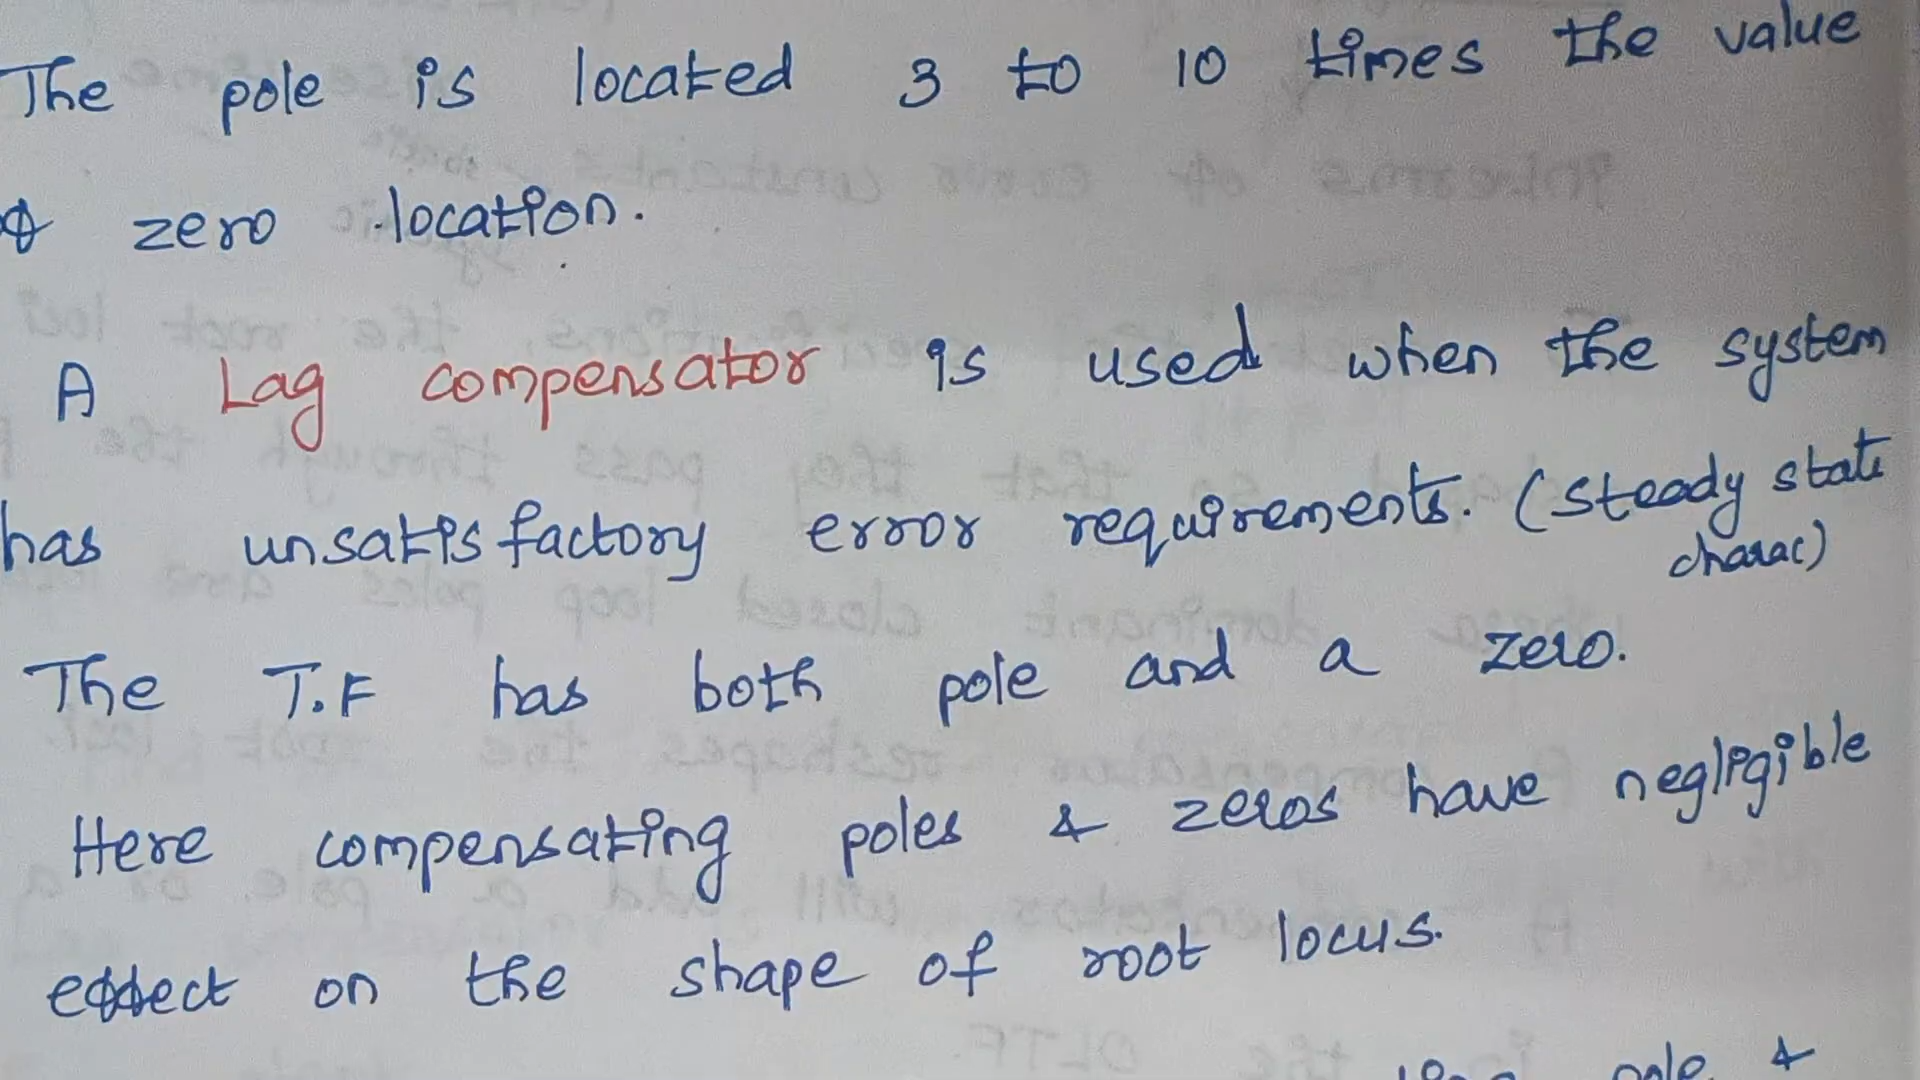 The pole is located 3 to 10 times the value
of zero location.
A Lag compensator is used when the system
has unsatisfactory error requirements. (steady state
charac)
The T.F has both pole and a zero.
Here compensating poles & zeros have negligible
effect on the shape of root locus.
pole &